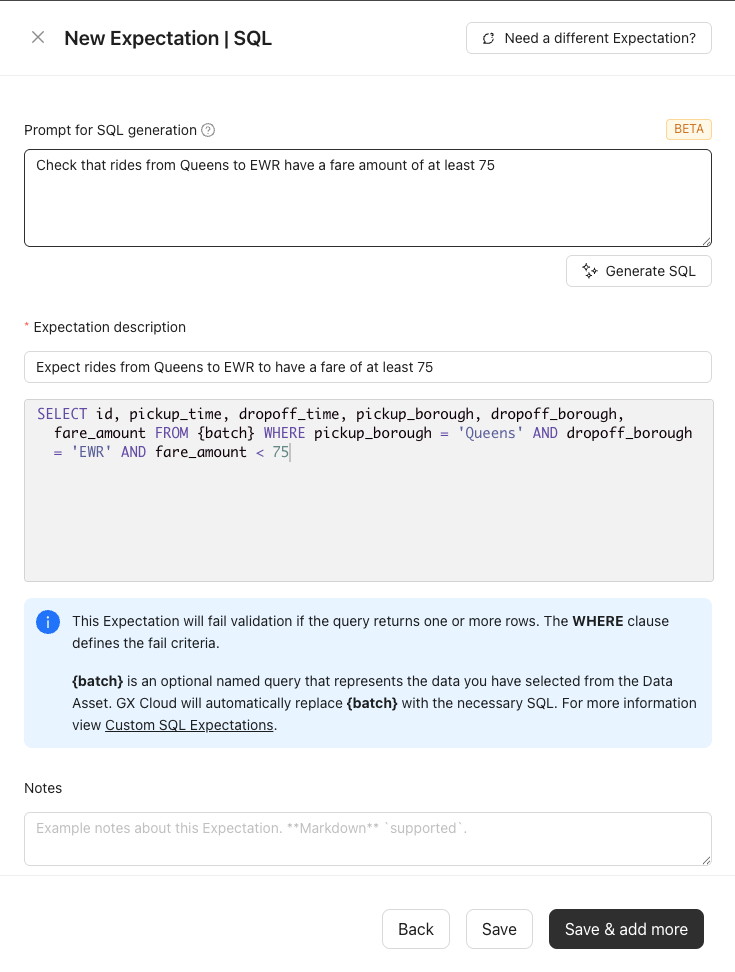 New Expectation | SQL
Need a different Expectation?
Prompt for SQL generation
BETA
Check that rides from Queens to EWR have a fare amount of at least 75
Generate SQL
* Expectation description
Expect rides from Queens to EWR to have a fare of at least 75
SELECT id, pickup_time, dropoff_time, pickup_borough, dropoff_borough,
fare_amount FROM {batch} WHERE pickup_borough = 'Queens' AND dropoff_borough
= 'EWR' AND fare_amount < 75
This Expectation will fail validation if the query returns one or more rows. The WHERE clause
defines the fail criteria.
{batch} is an optional named query that represents the data you have selected from the Data
Asset. GX Cloud will automatically replace {batch} with the necessary SQL. For more information
view Custom SQL Expectations.
Notes
Example notes about this Expectation. **Markdown** `supported`.
Back
Save
Save & add more